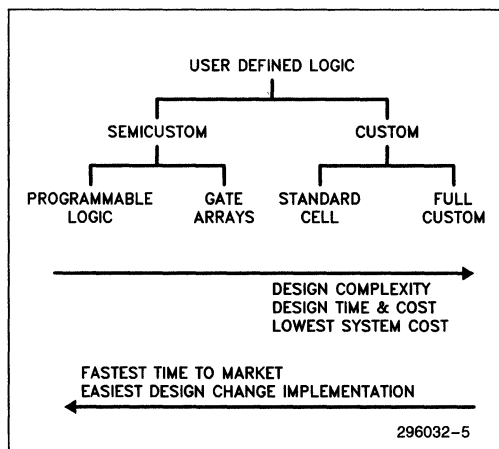 USER DEFINED LOGIC
SEMICUSTOM
CUSTOM
PROGRAMMABLE LOGIC
GATE ARRAYS
STANDARD CELL
FULL CUSTOM
DESIGN COMPLEXITY
DESIGN TIME & COST
LOWEST SYSTEM COST
FASTEST TIME TO MARKET
EASIEST DESIGN CHANGE IMPLEMENTATION
296032-5